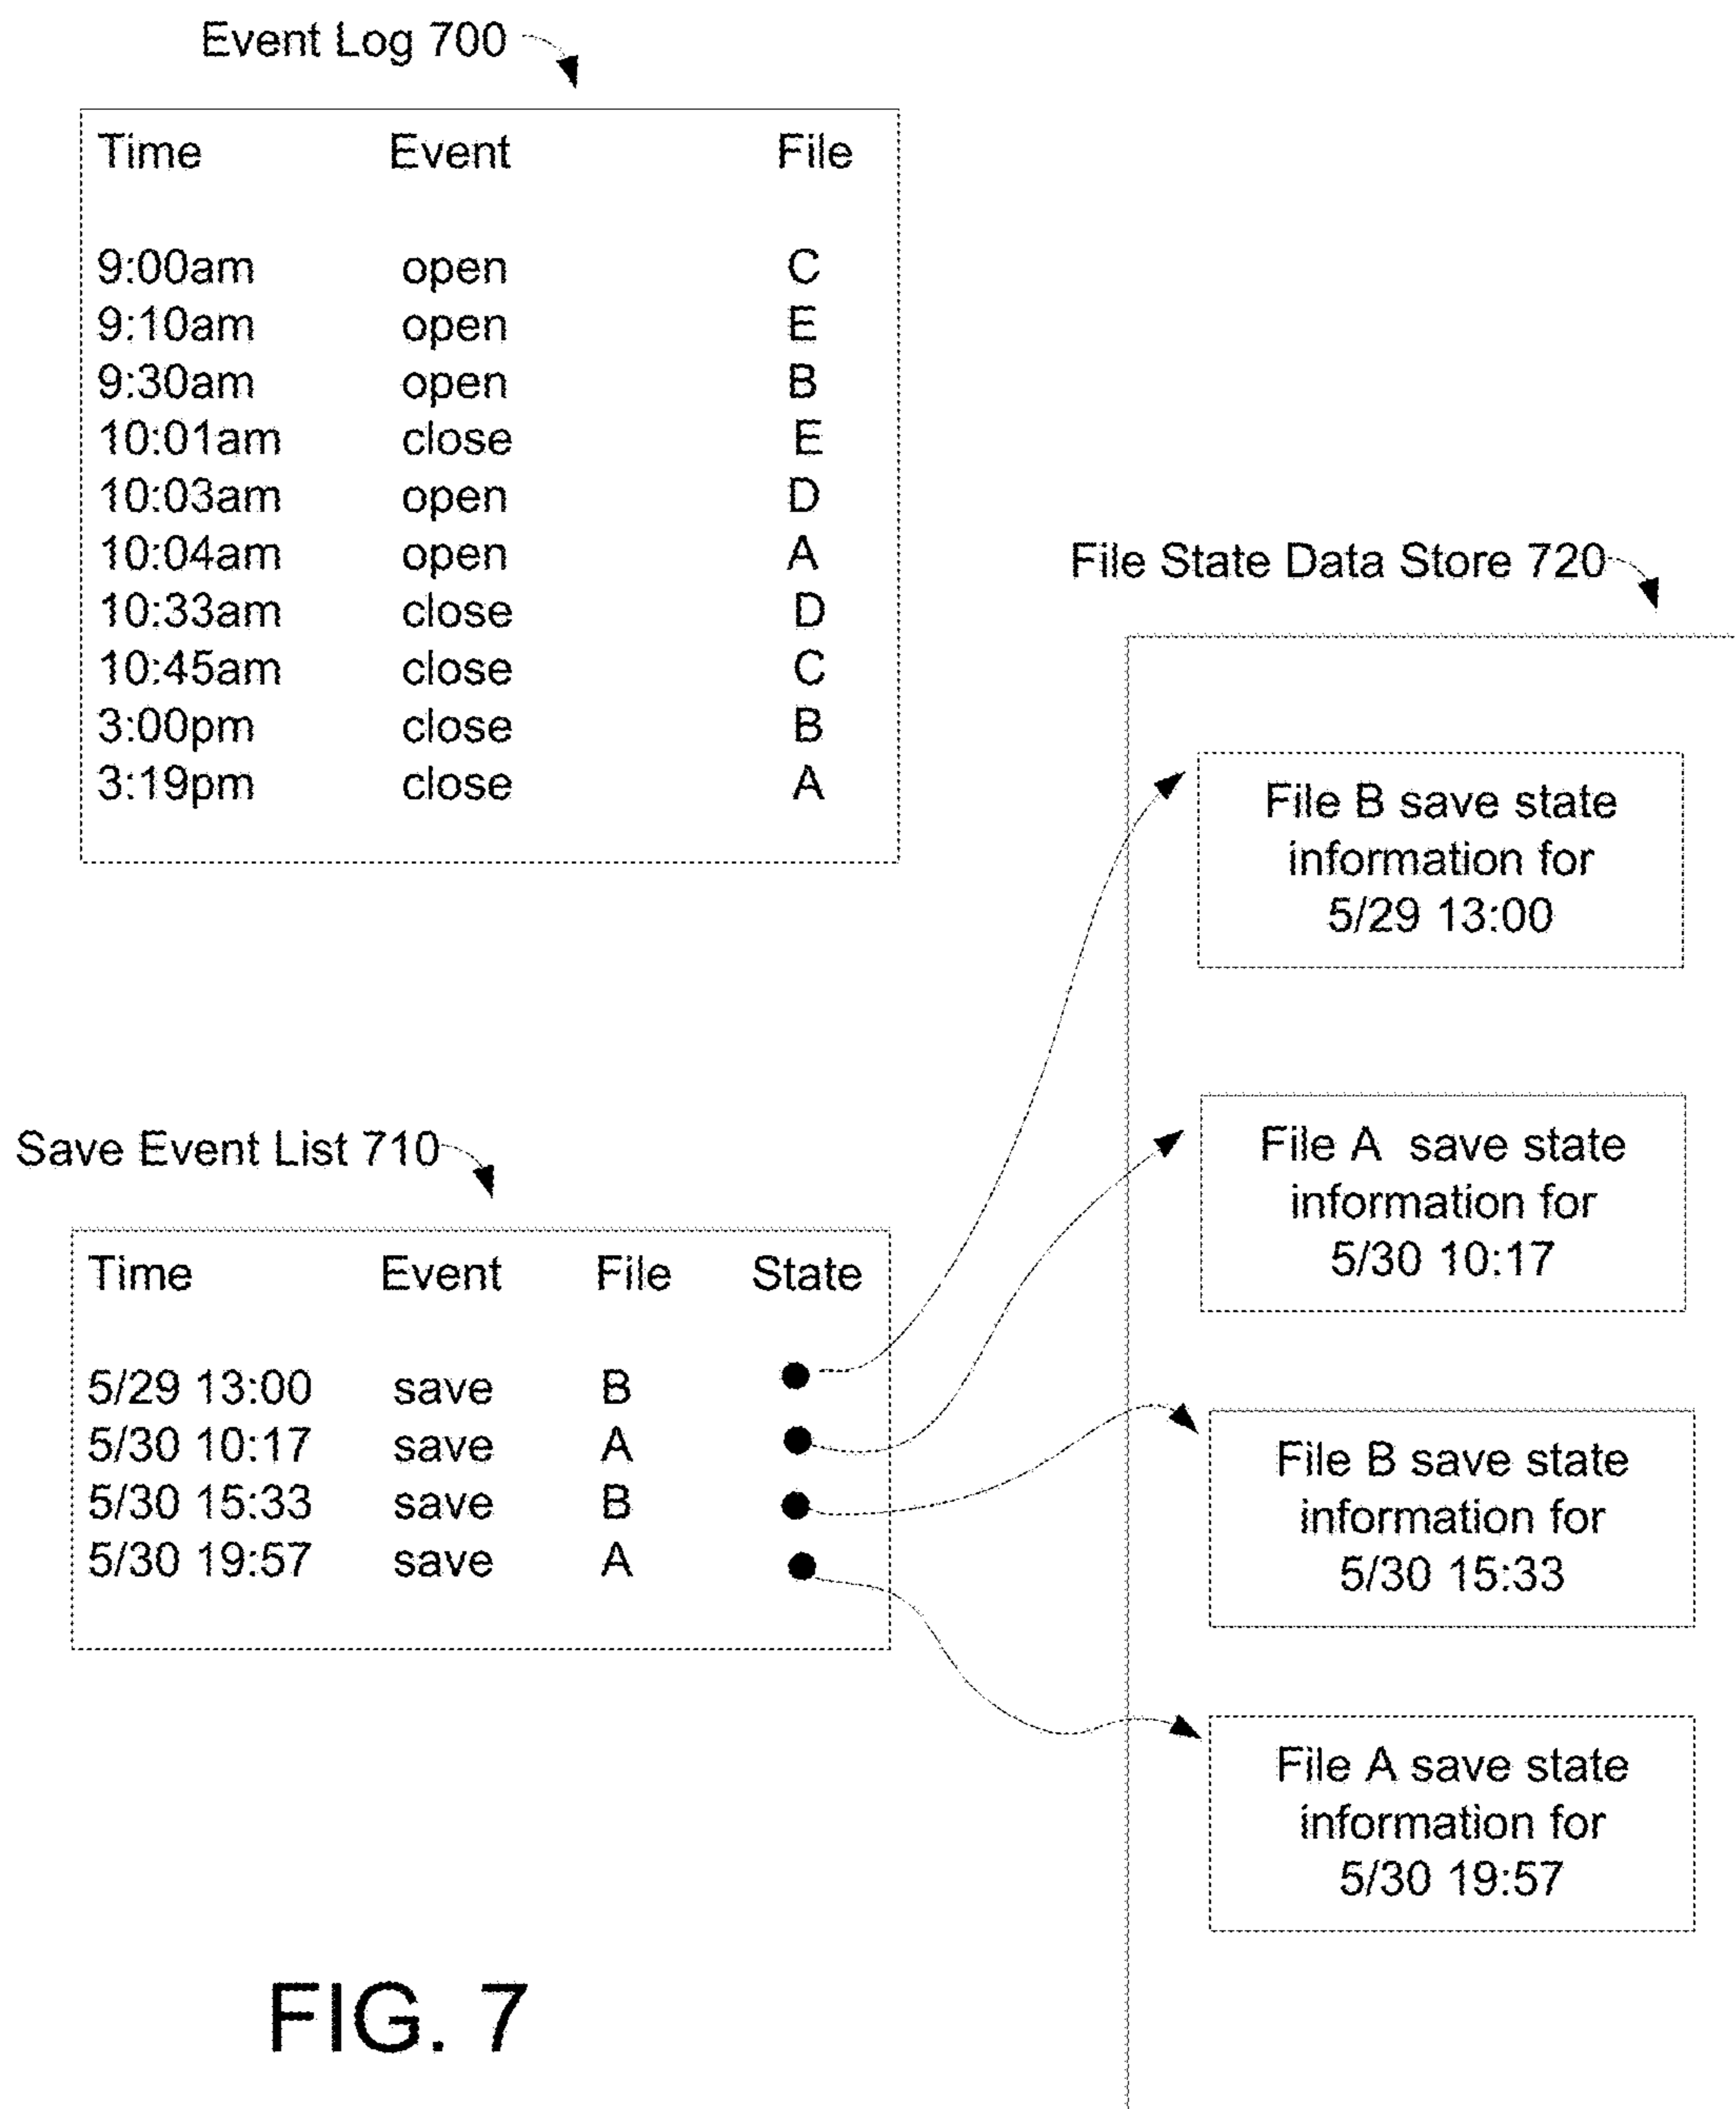 Event Log 700
Time Event File
9:00am open C
9:10am open E
9:30am open B
10:01am close E
10:03am open D
10:04am open A
10:33am close D
10:45am close C
3:00pm close B
3:19pm close A
File State Data Store 720
File B save state
information for
5/29 13:00
File A save state
information for
5/30 10:17
File B save state
information for
5/30 15:33
File A save state
information for
5/30 19:57
Save Event List 710
Time Event File State
5/29 13:00 save B
5/30 10:17 save A
5/30 15:33 save B
5/30 19:57 save A
FIG. 7